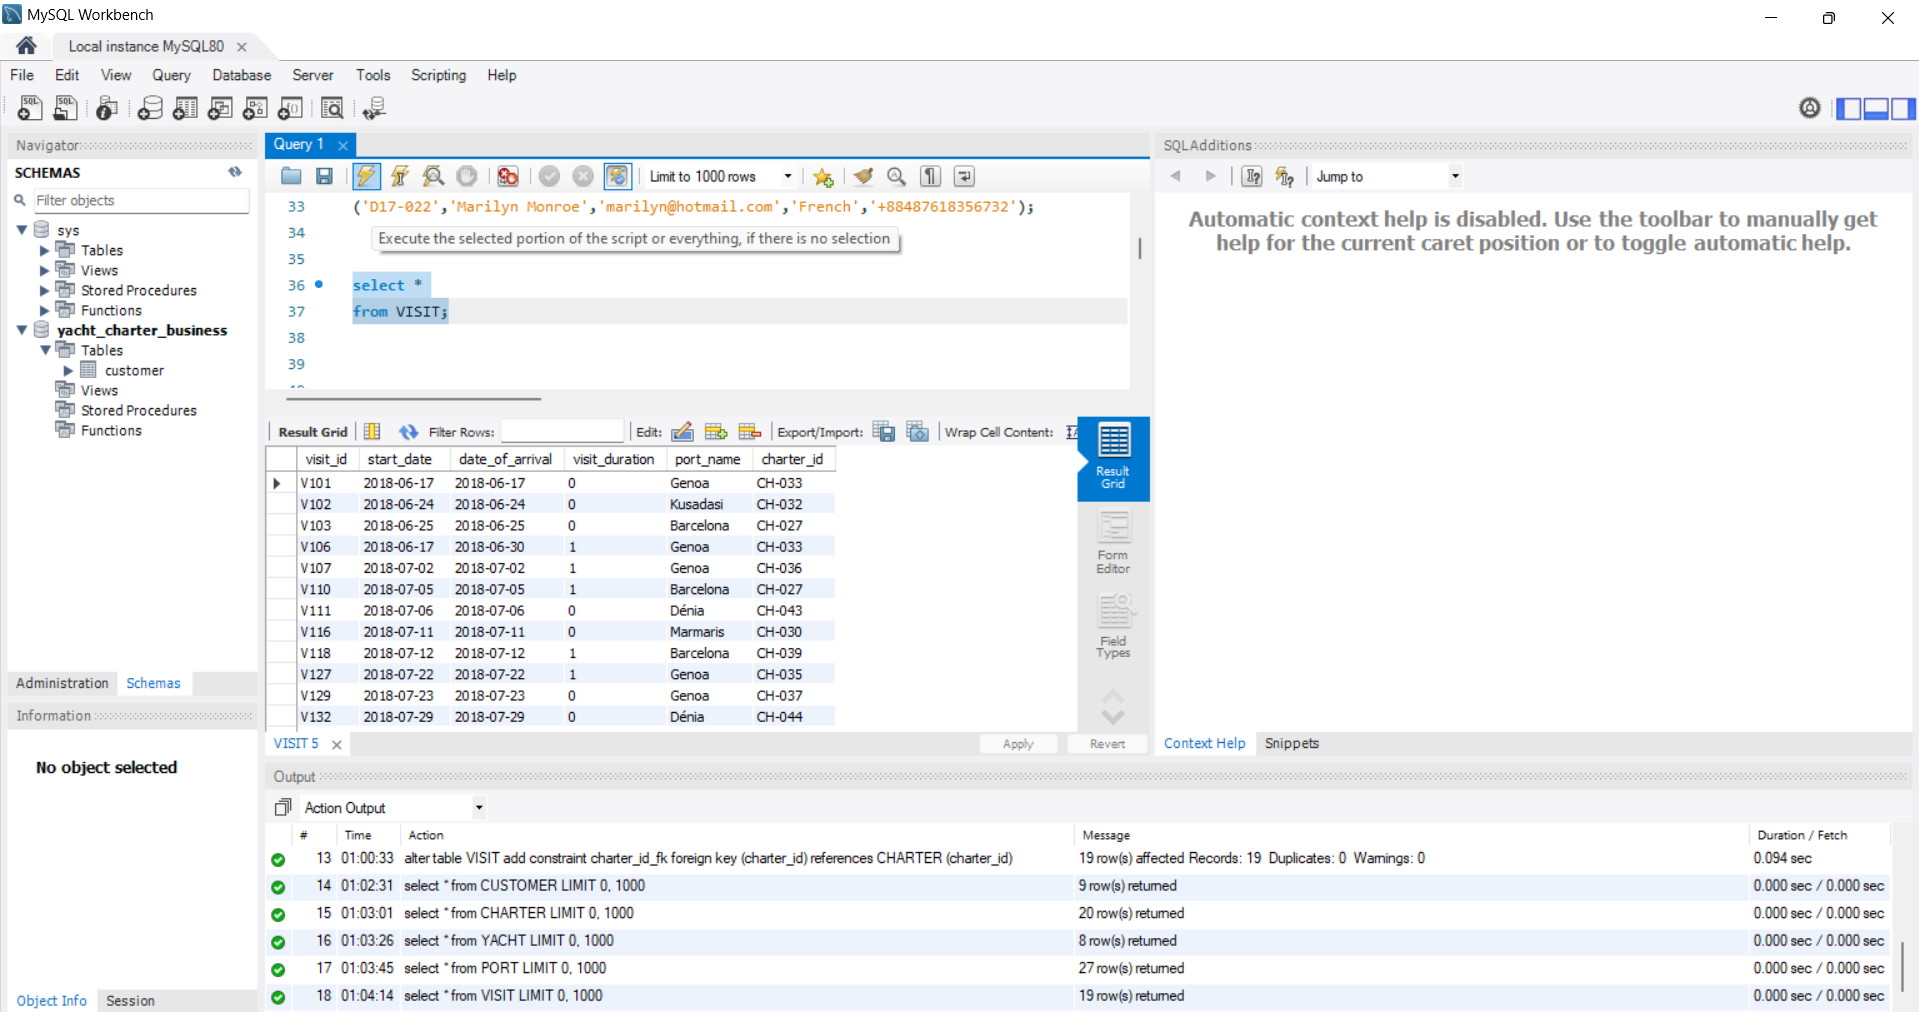 MySQL Workbench
Local instance MySQL80
File Edit View Query Database Server Tools Scripting Help
Navigator
SCHEMAS
Filter objects
sys
Tables
Views
Stored Procedures
Functions
yacht_charter_business
Tables
customer
Views
Stored Procedures
Functions
Administration Schemas
Information
No object selected
Object Info Session
Query 1
Limit to 1000 rows
33 ('D17-022','Marilyn Monroe','marilyn@hotmail.com','French','+88487618356732');
34
Execute the selected portion of the script or everything, if there is no selection
35
36 select *
37 from VISIT;
38
39
Result Grid Filter Rows: Edit: Export/Import: Wrap Cell Content:
visit_id start_date date_of_arrival visit_duration port_name charter_id
V101 2018-06-17 2018-06-17 0 Genoa CH-033
V102 2018-06-24 2018-06-24 0 Kusadasi CH-032
V103 2018-06-25 2018-06-25 0 Barcelona CH-027
V106 2018-06-17 2018-06-30 1 Genoa CH-033
V107 2018-07-02 2018-07-02 1 Genoa CH-036
V110 2018-07-05 2018-07-05 1 Barcelona CH-027
V111 2018-07-06 2018-07-06 0 Dénia CH-043
V116 2018-07-11 2018-07-11 0 Marmaris CH-030
V118 2018-07-12 2018-07-12 1 Barcelona CH-039
V127 2018-07-22 2018-07-22 1 Genoa CH-035
V129 2018-07-23 2018-07-23 0 Genoa CH-037
V132 2018-07-29 2018-07-29 0 Dénia CH-044
Result
Grid
Form
Editor
Field
Types
VISIT 5
Apply Revert
SQLAdditions
Jump to
Automatic context help is disabled. Use the toolbar to manually get
help for the current caret position or to toggle automatic help.
Context Help Snippets
Output
Action Output
# Time Action Message Duration / Fetch
13 01:00:33 alter table VISIT add constraint charter_id_fk foreign key (charter_id) references CHARTER (charter_id) 19 row(s) affected Records: 19 Duplicates: 0 Warnings: 0 0.094 sec
14 01:02:31 select * from CUSTOMER LIMIT 0, 1000 9 row(s) returned 0.000 sec / 0.000 sec
15 01:03:01 select * from CHARTER LIMIT 0, 1000 20 row(s) returned 0.000 sec / 0.000 sec
16 01:03:26 select * from YACHT LIMIT 0, 1000 8 row(s) returned 0.000 sec / 0.000 sec
17 01:03:45 select * from PORT LIMIT 0, 1000 27 row(s) returned 0.000 sec / 0.000 sec
18 01:04:14 select * from VISIT LIMIT 0, 1000 19 row(s) returned 0.000 sec / 0.000 sec